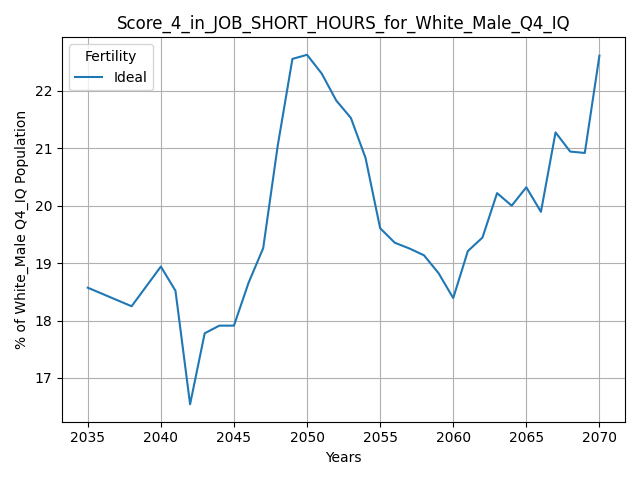 Score_4_in_JOB_SHORT_HOURS_for_White_Male_Q4_IQ
Fertility
Ideal
% of White_Male Q4_IQ Population
22
21
20
19
18
17
2035
2040
2045
2050
2055
2060
2065
2070
Years